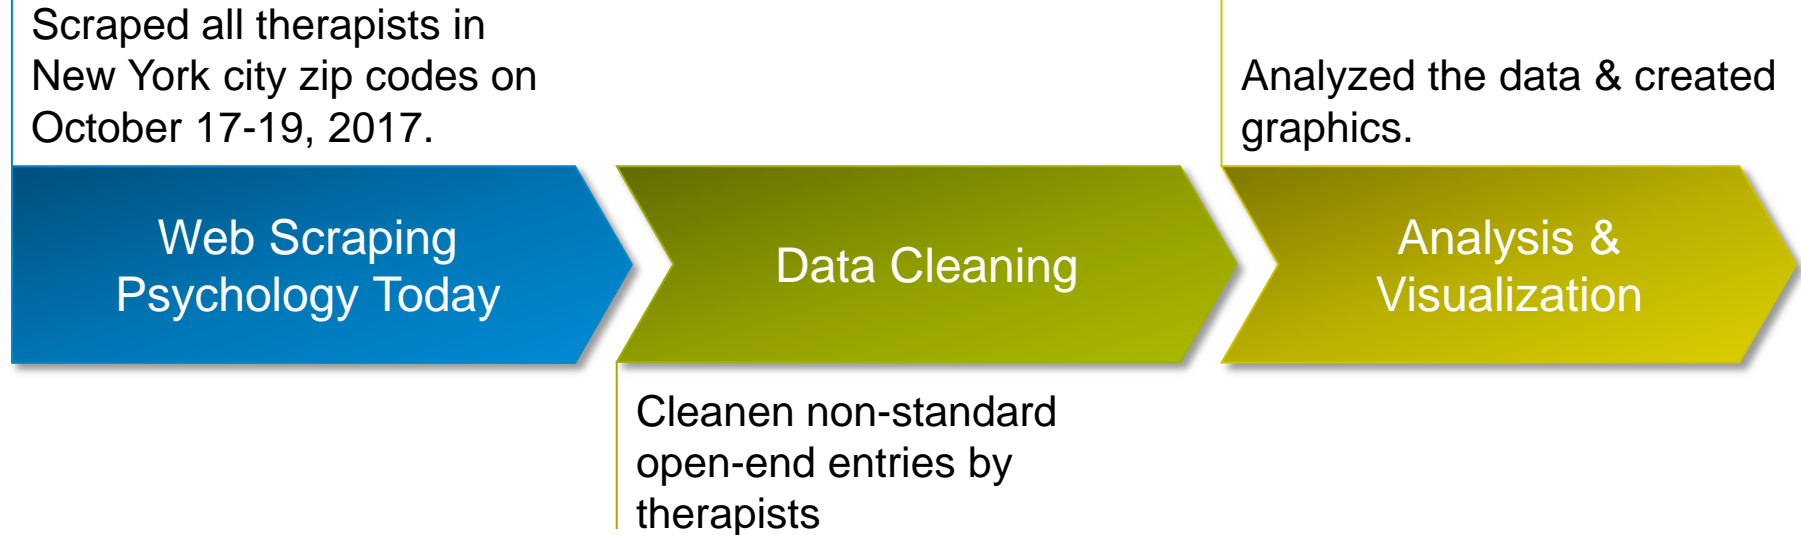 Scraped all therapists in
New York city zip codes on
October 17-19, 2017.
Web Scraping
Psychology Today
Data Cleaning
Cleanen non-standard
open-end entries by
therapists
Analyzed the data & created
graphics.
Analysis &
Visualization